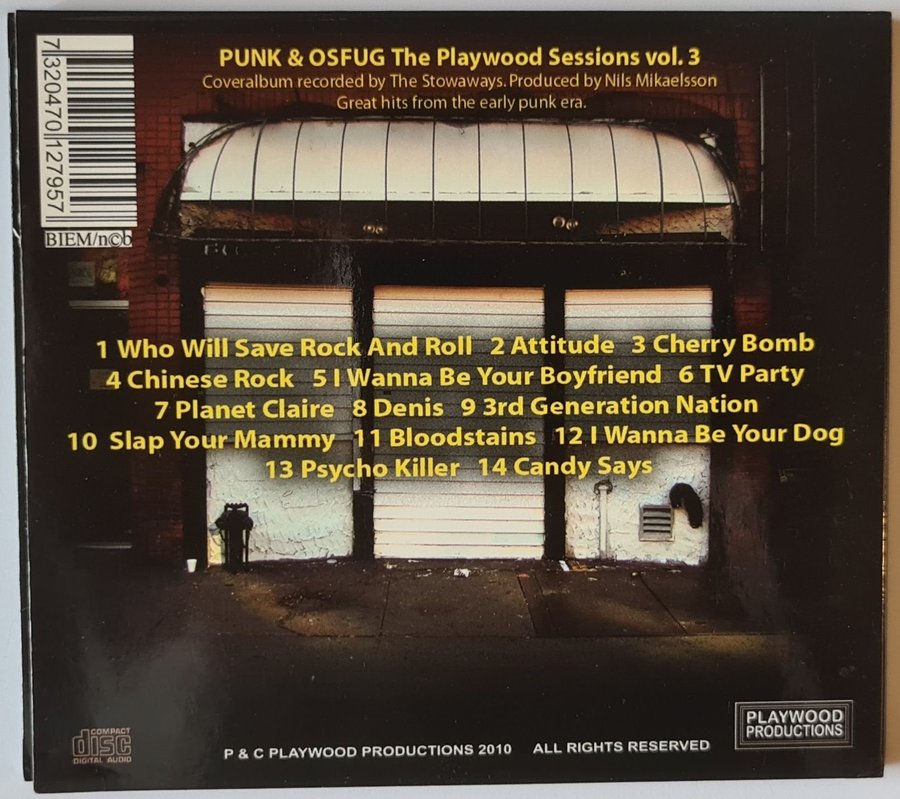 PUNK & OSFUG The Playwood Sessions vol. 3
Coveralbum recorded by The Stowaways. Produced by Nils Mikaelsson
Great hits from the early punk era.
7320470127957
BIEM/n©b
1 Who Will Save Rock And Roll 2 Attitude 3 Cherry Bomb
4 Chinese Rock 5 I Wanna Be Your Boyfriend 6 TV Party
7 Planet Claire 8 Denis 9 3rd Generation Nation
10 Slap Your Mammy 11 Bloodstains 12 I Wanna Be Your Dog
13 Psycho Killer 14 Candy Says
COMPACT
disc
DIGITAL AUDIO
P & C PLAYWOOD PRODUCTIONS 2010 ALL RIGHTS RESERVED
PLAYWOOD
PRODUCTIONS